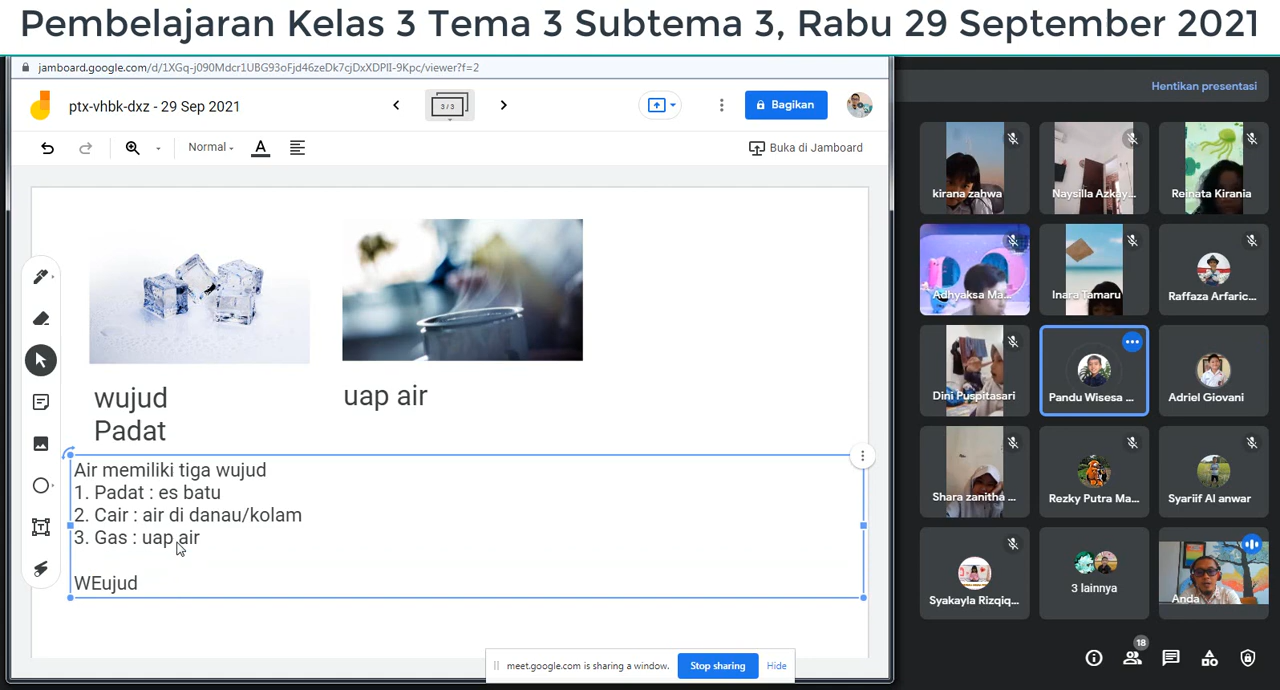 Pembelajaran Kelas 3 Tema 3 Subtema 3, Rabu 29 September 2021
jamboard.google.com/d/1XGq-j090Mdcr1UBG93oFjd46zeDk7cjDxXDPII-9Kpc/viewer?f=2
ptx-vhbk-dxz - 29 Sep 2021
3 / 3
Bagikan
Normal
A
Buka di Jamboard
wujud
Padat
uap air
Air memiliki tiga wujud
1. Padat : es batu
2. Cair : air di danau/kolam
3. Gas : uap air
WEujud
meet.google.com is sharing a window.
Stop sharing
Hide
Hentikan presentasi
kirana zahwa
Naysilla Azkay...
Reinata Kirania
Adhyaksa Ma...
Inara Tamaru
Raffaza Arfaric...
Dini Puspitasari
Pandu Wisesa ...
Adriel Giovani
Shara zanitha ...
Rezky Putra Ma...
Syariif Al anwar
Syakayla Rizqiq...
3 lainnya
Anda
18